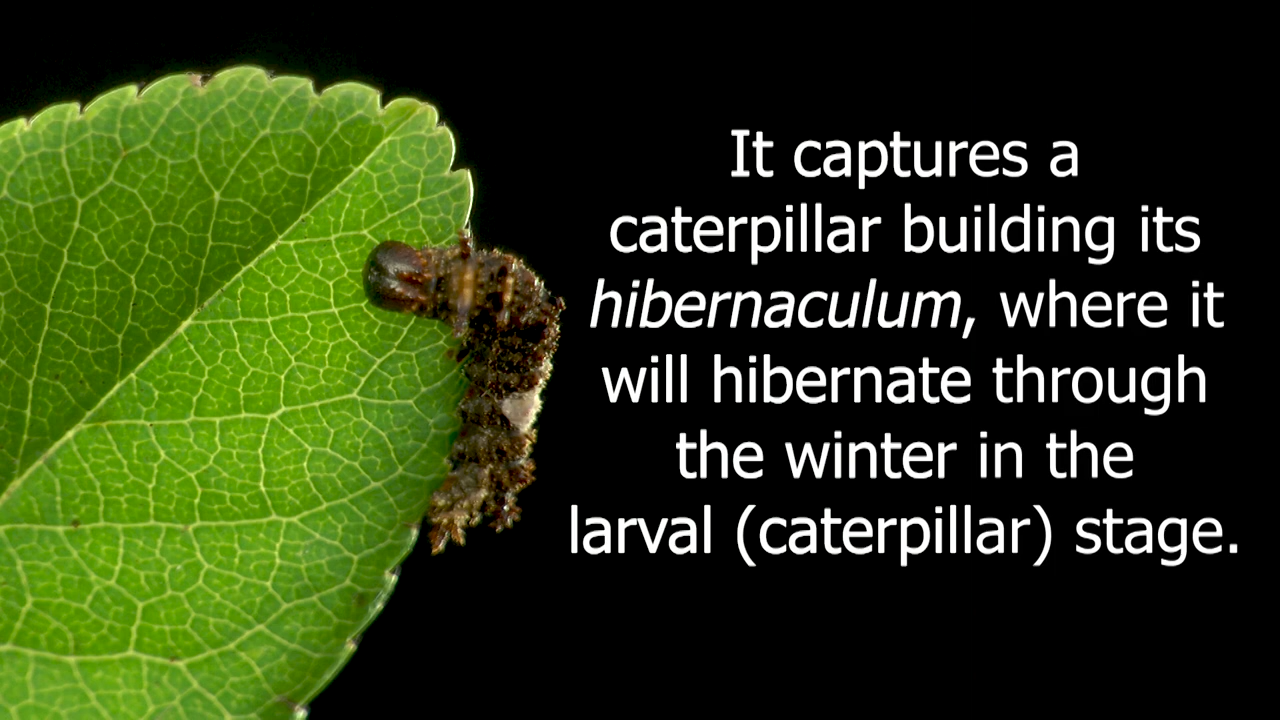 It captures a
caterpillar building its
hibernaculum, where it
will hibernate through
the winter in the
larval (caterpillar) stage.